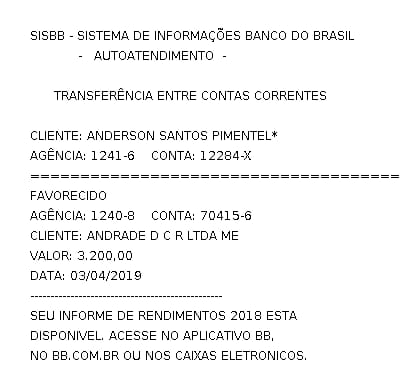 SISBB - SISTEMA DE INFORMAÇÕES BANCO DO BRASIL
- AUTOATENDIMENTO -
TRANSFERÊNCIA ENTRE CONTAS CORRENTES
CLIENTE: ANDERSON SANTOS PIMENTEL*
AGÊNCIA: 1241-6 CONTA: 12284-X
=====================================
FAVORECIDO
AGÊNCIA: 1240-8 CONTA: 70415-6
CLIENTE: ANDRADE D C R LTDA ME
VALOR: 3.200,00
DATA: 03/04/2019
------------------------------------------------
SEU INFORME DE RENDIMENTOS 2018 ESTA
DISPONIVEL. ACESSE NO APLICATIVO BB,
NO BB.COM.BR OU NOS CAIXAS ELETRONICOS.